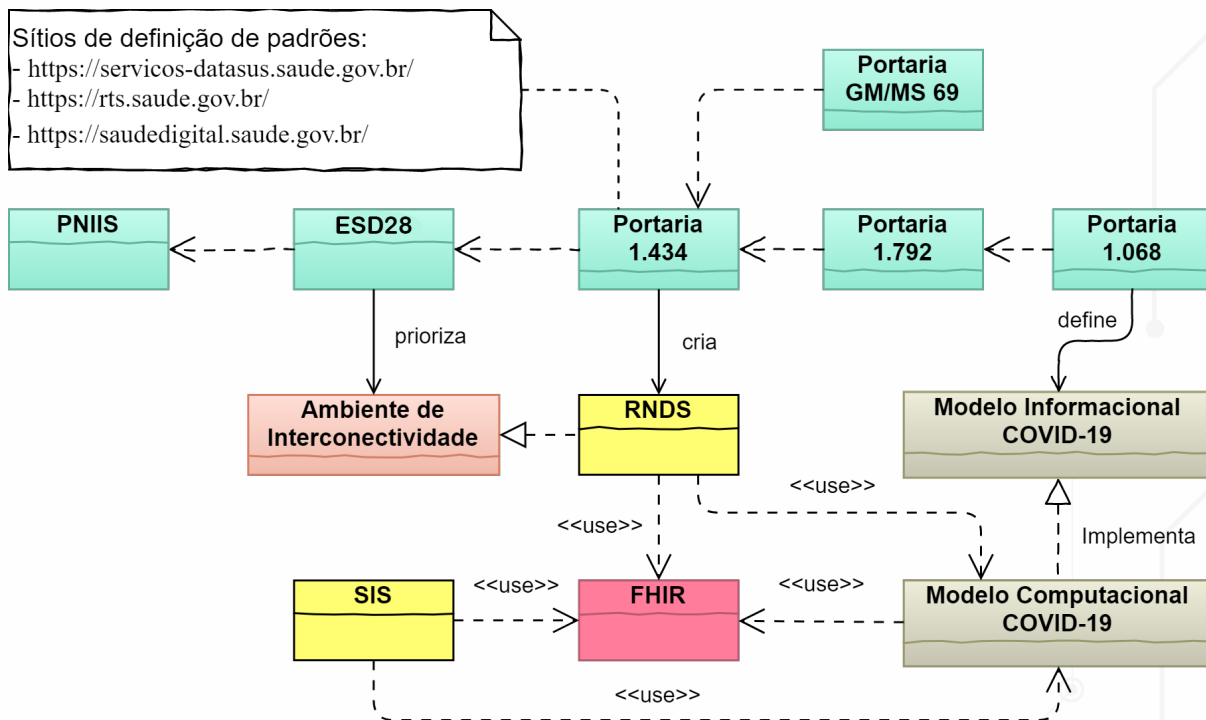 Sítios de definição de padrões:
- https://servicos-datasus.saude.gov.br/
- https://rts.saude.gov.br/
- https://saudedigital.saude.gov.br/
Portaria
GM/MS 69
PNIIS
ESD28
Portaria
1.434
Portaria
1.792
Portaria
1.068
prioriza
cria
define
Ambiente de
Interconectividade
RNDS
Modelo Informacional
COVID-19
<<use>>
<<use>>
Implementa
SIS
<<use>>
FHIR
<<use>>
Modelo Computacional
COVID-19
<<use>>